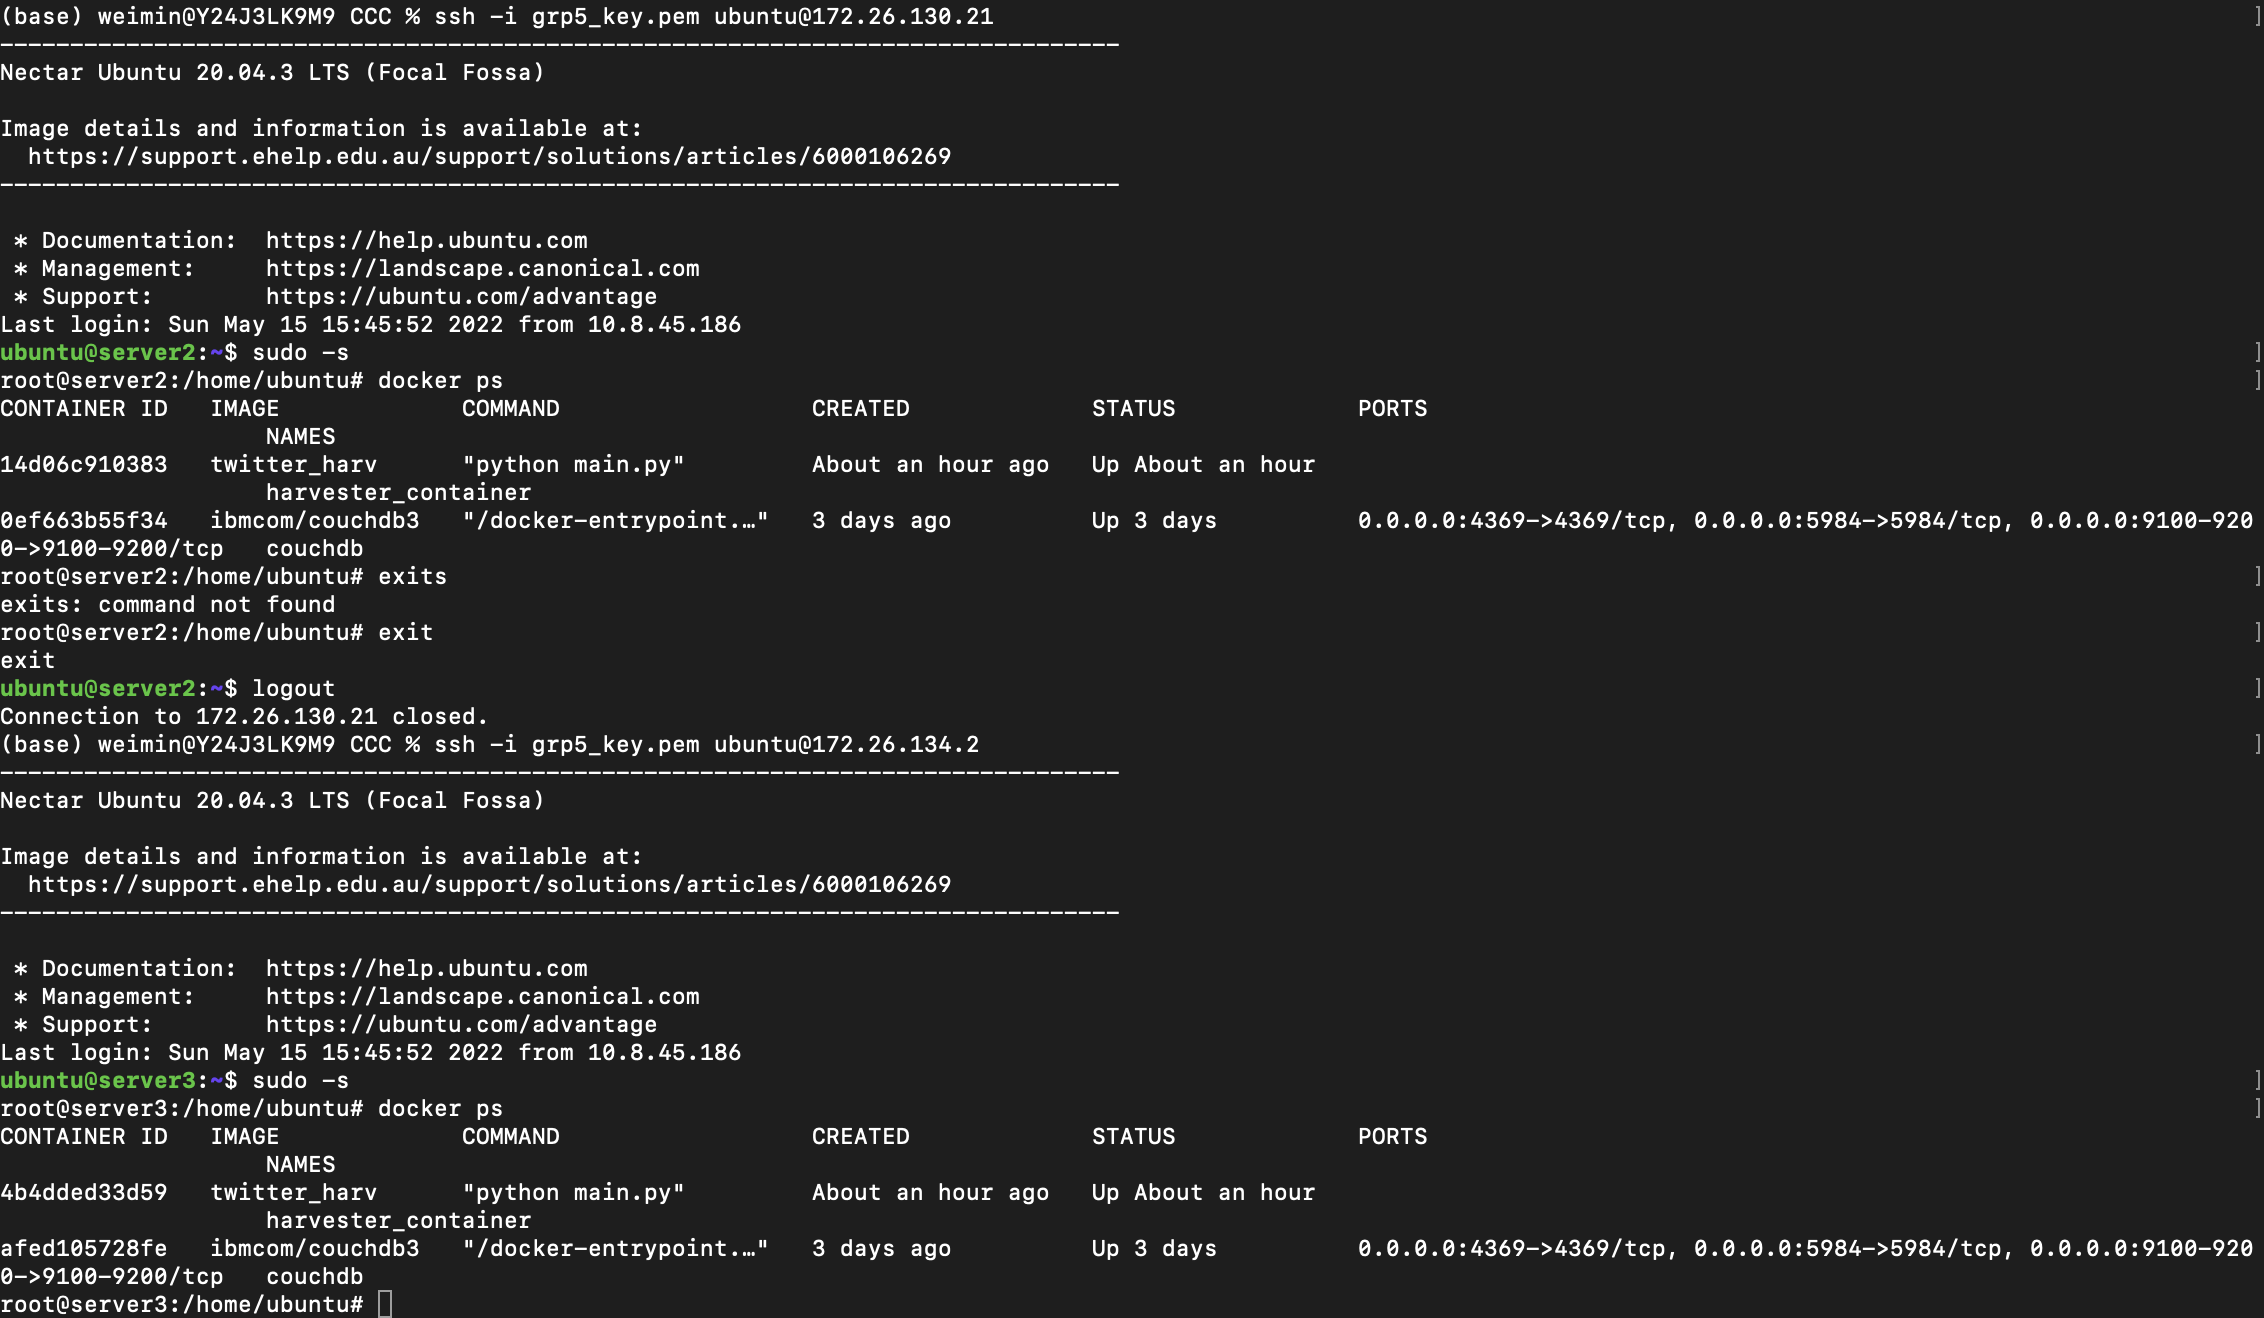 (base) weimin@Y24J3LK9M9 CCC % ssh -i grp5_key.pem ubuntu@172.26.130.21 ]
--------------------------------------------------------------------------------
Nectar Ubuntu 20.04.3 LTS (Focal Fossa)
Image details and information is available at:
  https://support.ehelp.edu.au/support/solutions/articles/6000106269
--------------------------------------------------------------------------------
 * Documentation:  https://help.ubuntu.com
 * Management:     https://landscape.canonical.com
 * Support:        https://ubuntu.com/advantage
Last login: Sun May 15 15:45:52 2022 from 10.8.45.186
ubuntu@server2:~$ sudo -s ]
root@server2:/home/ubuntu# docker ps ]
CONTAINER ID   IMAGE             COMMAND                  CREATED             STATUS             PORTS
                   NAMES
14d06c910383   twitter_harv      "python main.py"         About an hour ago   Up About an hour
                   harvester_container
0ef663b55f34   ibmcom/couchdb3   "/docker-entrypoint.…"   3 days ago          Up 3 days          0.0.0.0:4369->4369/tcp, 0.0.0.0:5984->5984/tcp, 0.0.0.0:9100-920
0->9100-9200/tcp   couchdb
root@server2:/home/ubuntu# exits ]
exits: command not found
root@server2:/home/ubuntu# exit ]
exit
ubuntu@server2:~$ logout ]
Connection to 172.26.130.21 closed.
(base) weimin@Y24J3LK9M9 CCC % ssh -i grp5_key.pem ubuntu@172.26.134.2 ]
--------------------------------------------------------------------------------
Nectar Ubuntu 20.04.3 LTS (Focal Fossa)
Image details and information is available at:
  https://support.ehelp.edu.au/support/solutions/articles/6000106269
--------------------------------------------------------------------------------
 * Documentation:  https://help.ubuntu.com
 * Management:     https://landscape.canonical.com
 * Support:        https://ubuntu.com/advantage
Last login: Sun May 15 15:45:52 2022 from 10.8.45.186
ubuntu@server3:~$ sudo -s ]
root@server3:/home/ubuntu# docker ps ]
CONTAINER ID   IMAGE             COMMAND                  CREATED             STATUS             PORTS
                   NAMES
4b4dded33d59   twitter_harv      "python main.py"         About an hour ago   Up About an hour
                   harvester_container
afed105728fe   ibmcom/couchdb3   "/docker-entrypoint.…"   3 days ago          Up 3 days          0.0.0.0:4369->4369/tcp, 0.0.0.0:5984->5984/tcp, 0.0.0.0:9100-920
0->9100-9200/tcp   couchdb
root@server3:/home/ubuntu#